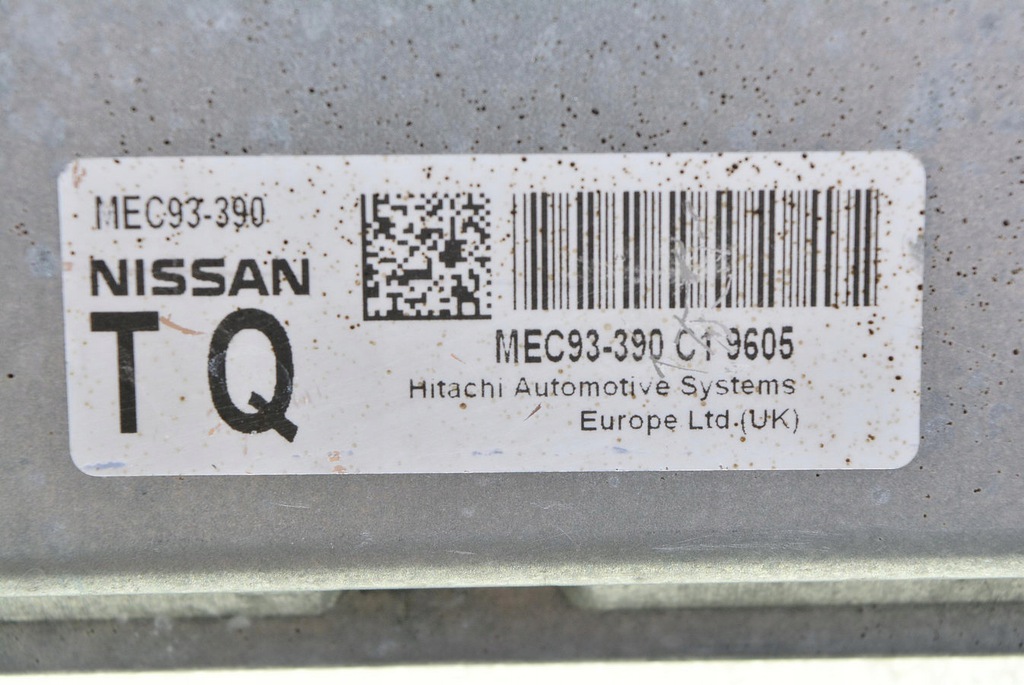 MEC93-390
NISSAN
TQ
MEC93-390 C1 9605
Hitachi Automotive Systems
Europe Ltd.(UK)